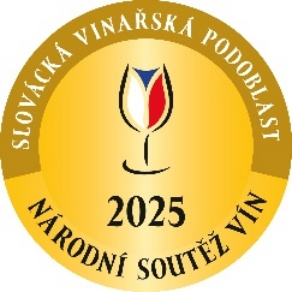 SLOVÁCKÁ VINAŘSKÁ PODOBLAST
2025
NÁRODNÍ SOUTĚŽ VÍN